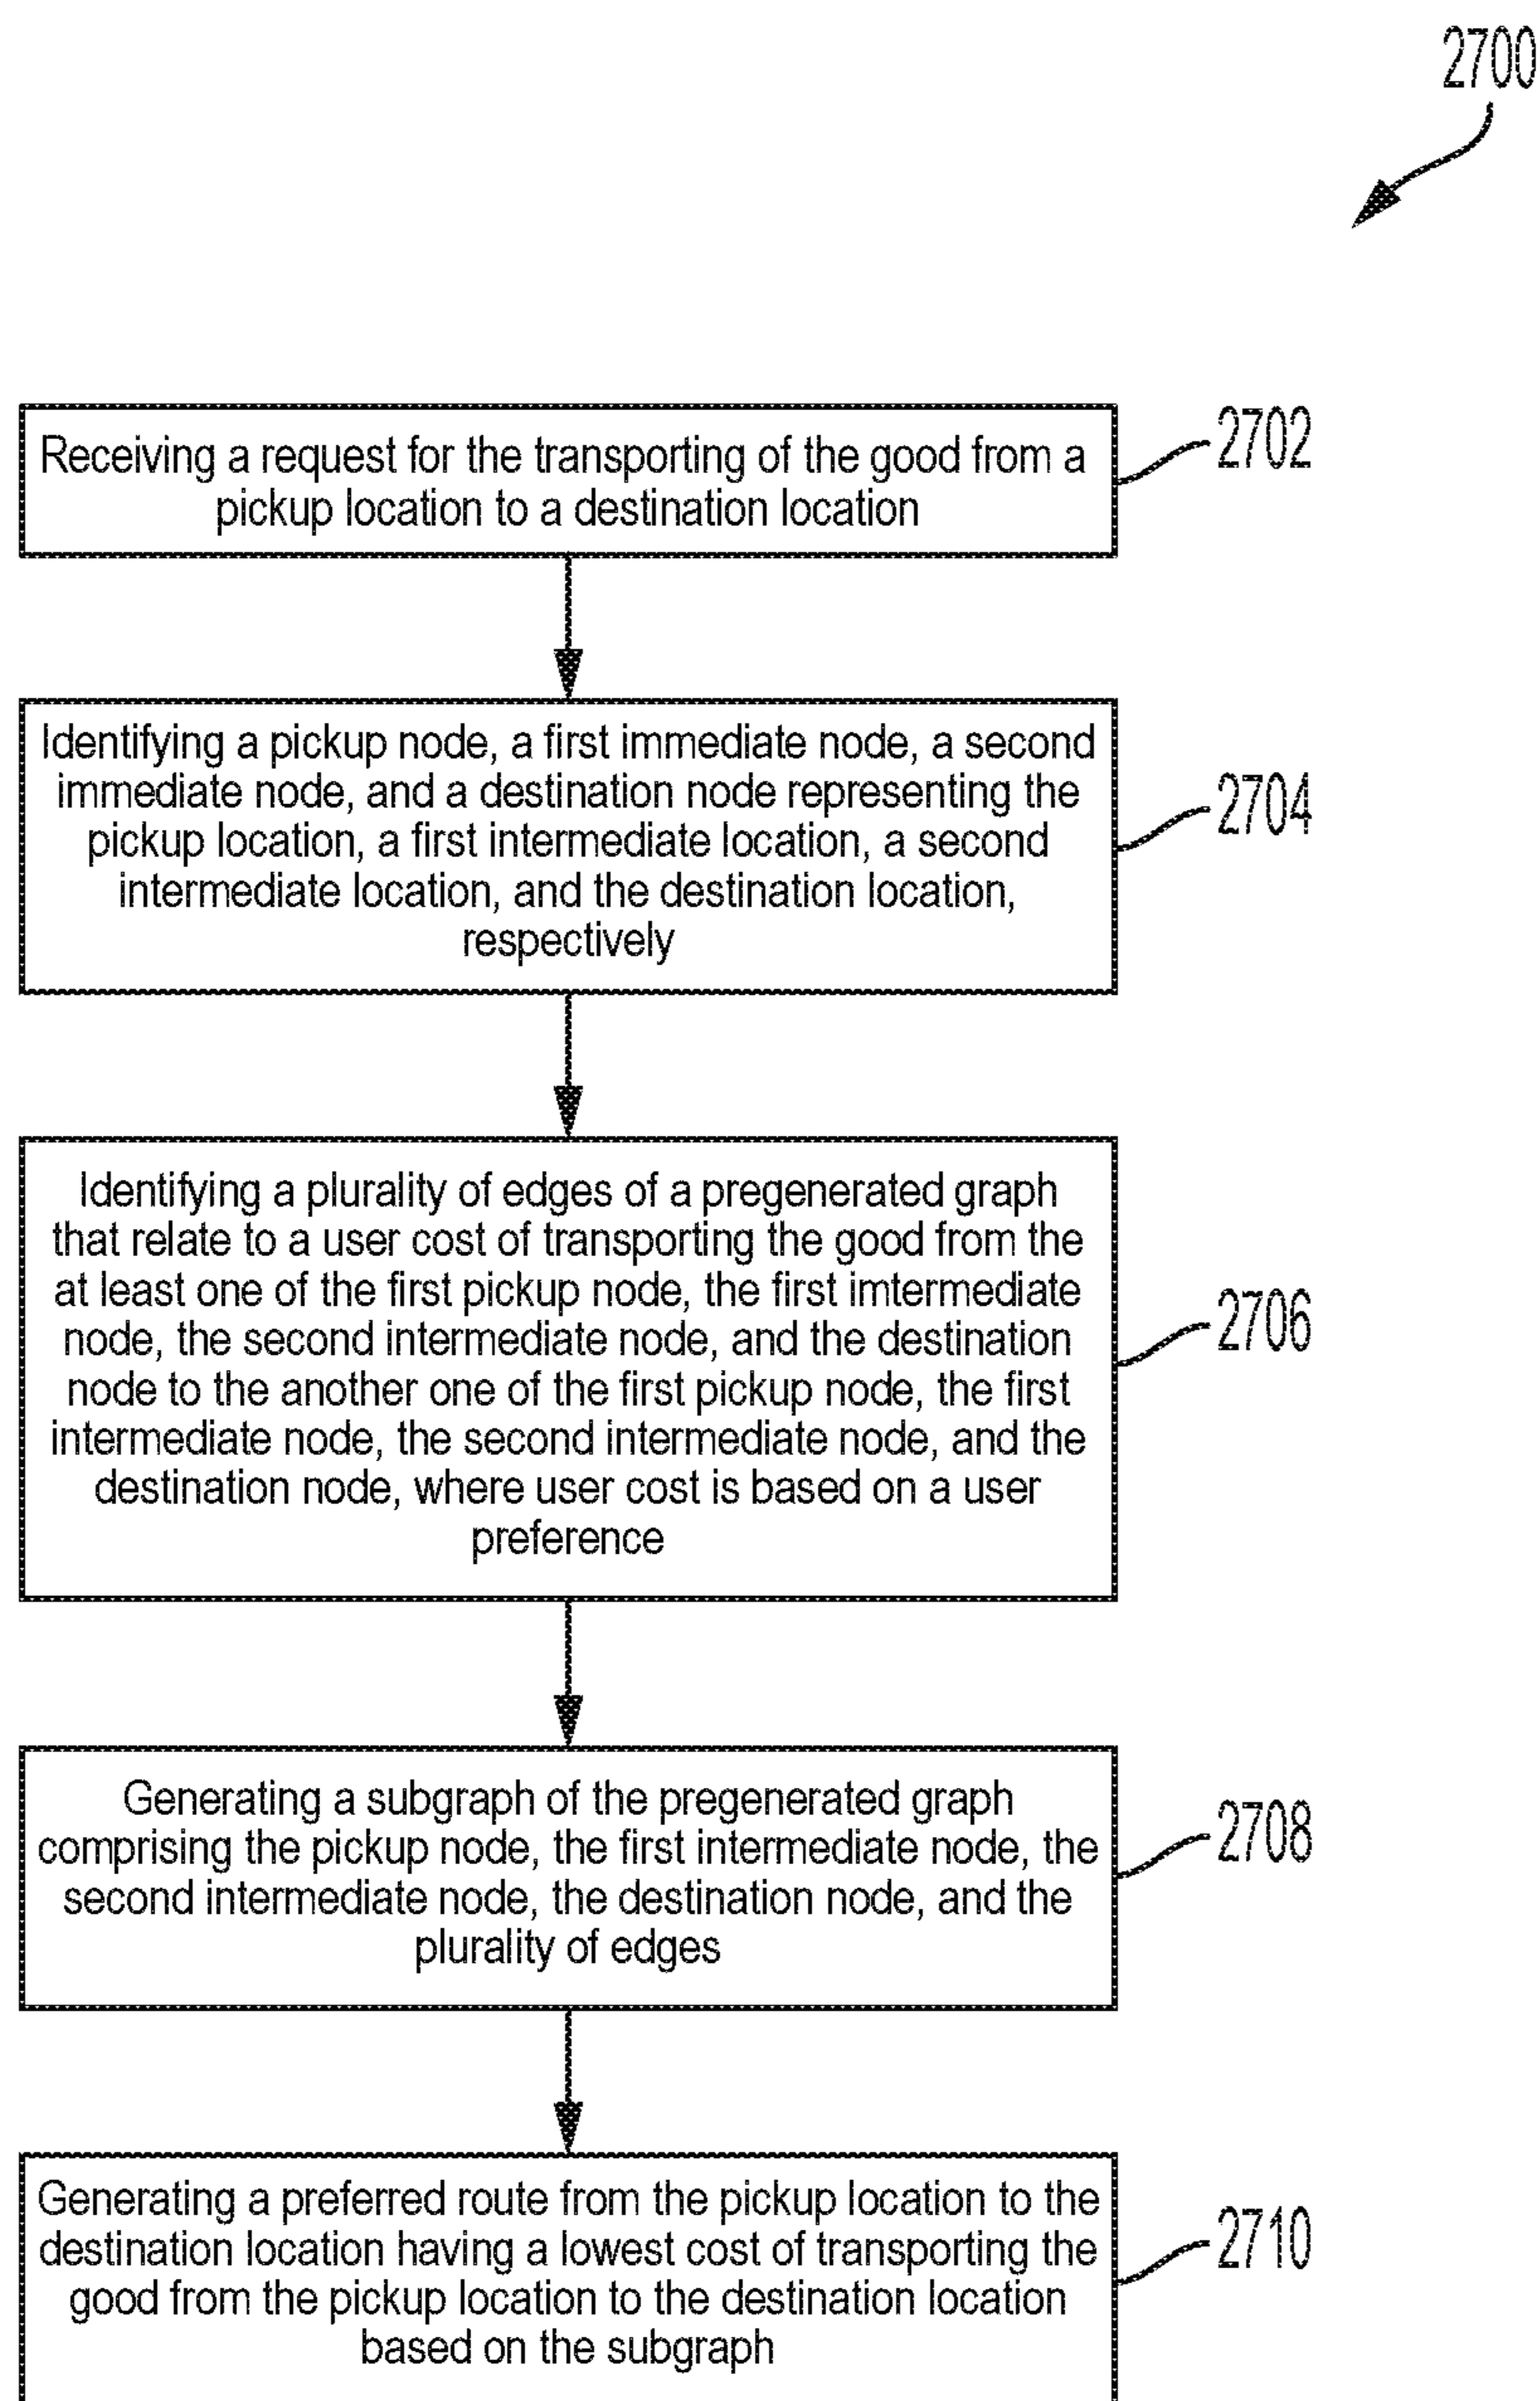 2700
Receiving a request for the transporting of the good from a
pickup location to a destination location
2702
Identifying a pickup node, a first immediate node, a second
immediate node, and a destination node representing the
pickup location, a first intermediate location, a second
intermediate location, and the destination location,
respectively
2704
Identifying a plurality of edges of a pregenerated graph
that relate to a user cost of transporting the good from the
at least one of the first pickup node, the first imtermediate
node, the second intermediate node, and the destination
node to the another one of the first pickup node, the first
intermediate node, the second intermediate node, and the
destination node, where user cost is based on a user
preference
2706
Generating a subgraph of the pregenerated graph
comprising the pickup node, the first intermediate node, the
second intermediate node, the destination node, and the
plurality of edges
2708
Generating a preferred route from the pickup location to the
destination location having a lowest cost of transporting the
good from the pickup location to the destination location
based on the subgraph
2710